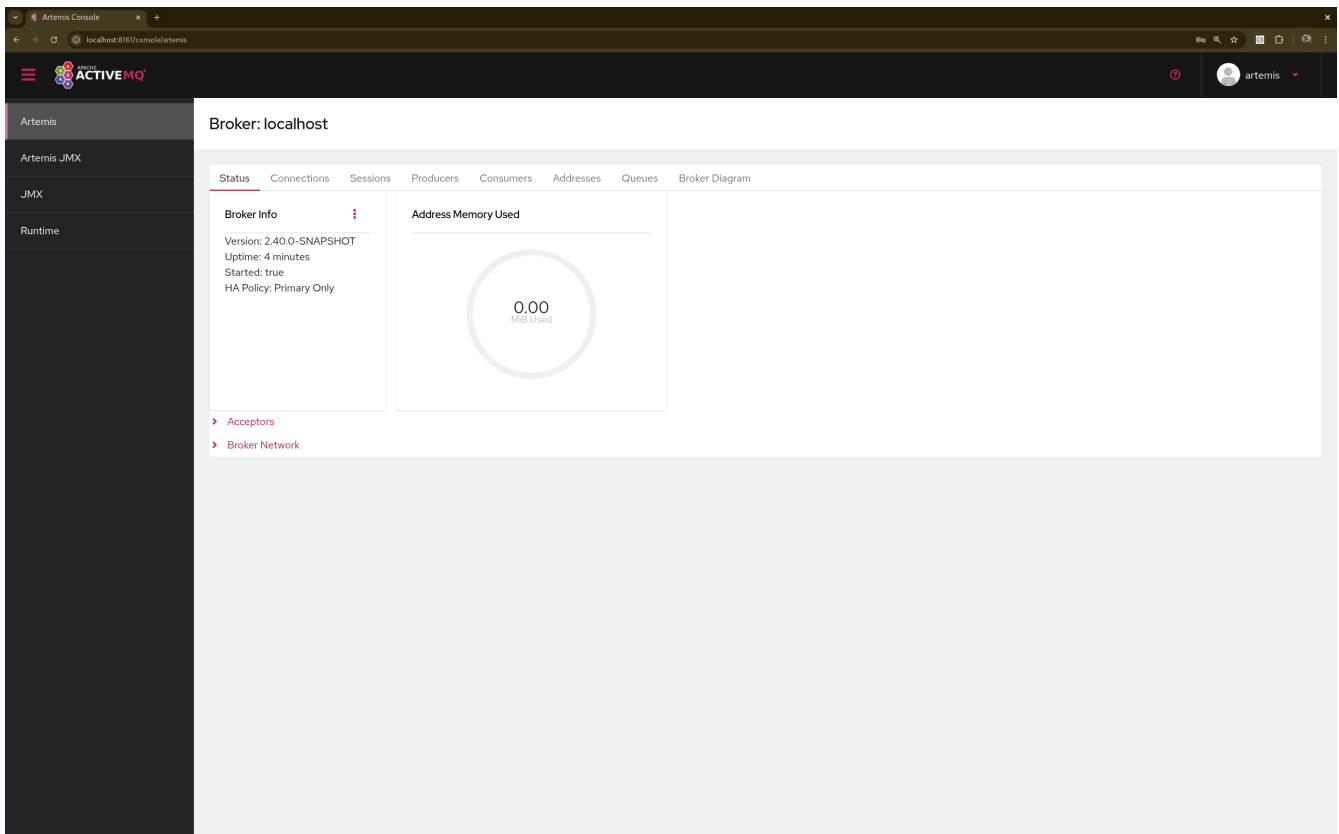 Artemis Console
localhost:8161/console/artemis
APACHE
ACTIVEMQ
artemis
Artemis
Artemis JMX
JMX
Runtime
Broker: localhost
Status Connections Sessions Producers Consumers Addresses Queues Broker Diagram
Broker Info
Version: 2.40.0-SNAPSHOT
Uptime: 4 minutes
Started: true
HA Policy: Primary Only
Address Memory Used
0.00
MiB Used
Acceptors
Broker Network